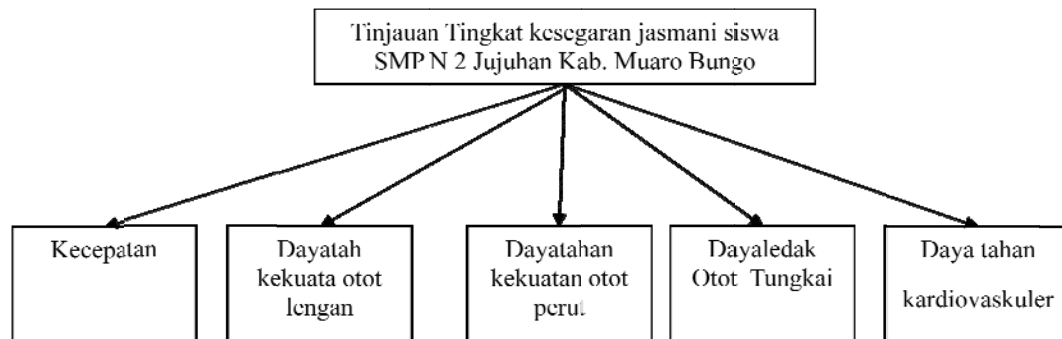 Tinjauan Tingkat kesegaran jasmani siswa
SMP N 2 Jujuhan Kab. Muaro Bungo
Kecepatan
Dayatah
kekuata otot
lengan
Dayatahan
kekuatan otot
perut
Dayaledak
Otot Tungkai
Daya tahan
kardiovaskuler